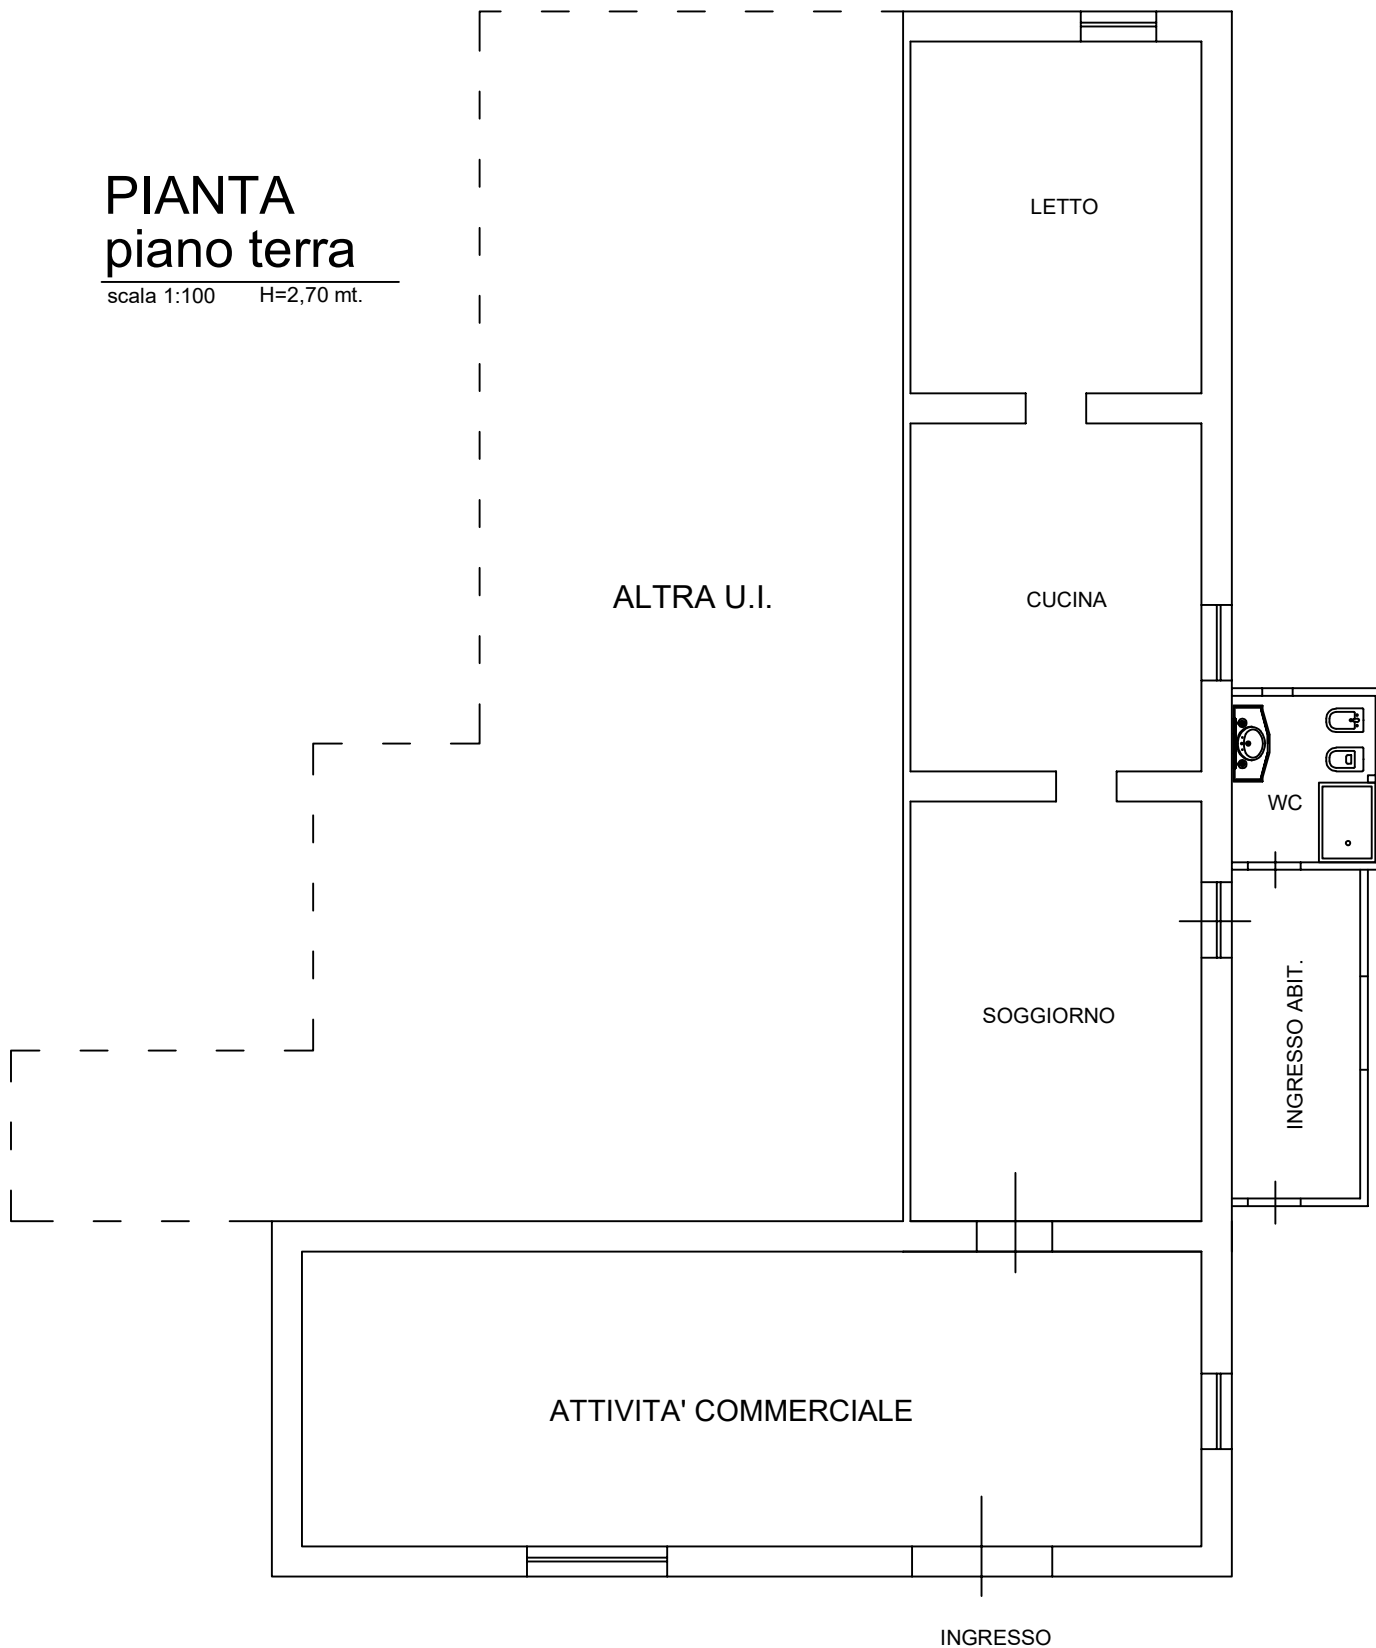 PIANTA
piano terra
scala 1:100 H=2,70 mt.
LETTO
ALTRA U.I.
CUCINA
WC
SOGGIORNO
INGRESSO ABIT.
ATTIVITA' COMMERCIALE
INGRESSO